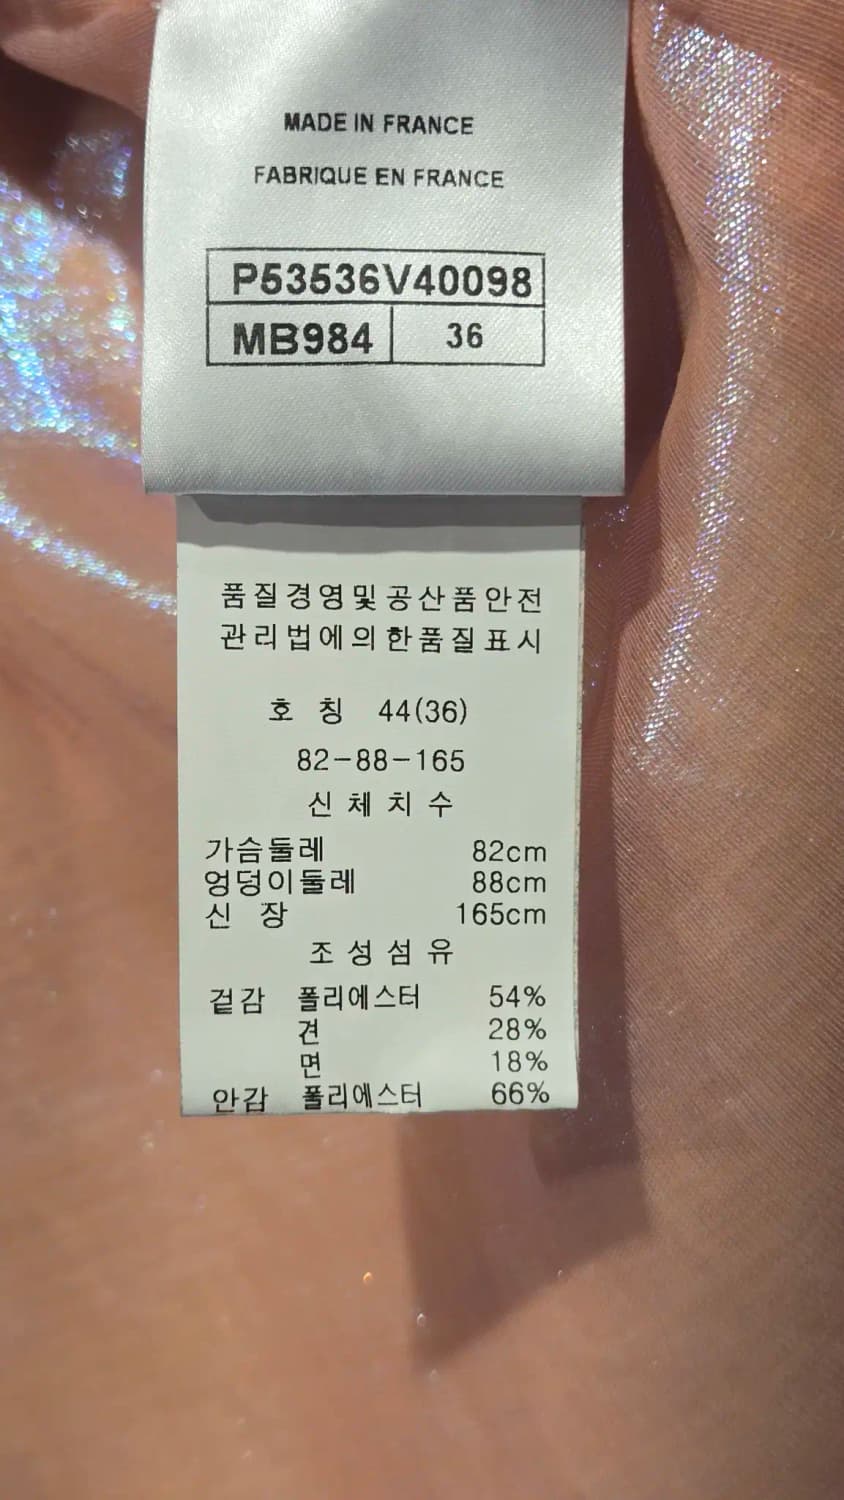 MADE IN FRANCE
FABRIQUE EN FRANCE
P53536V40098
MB984 36
품질경영및공산품안전
관리법에의한품질표시
호 칭 44(36)
82-88-165
신체치수
가슴둘레 82cm
엉덩이둘레 88cm
신 장 165cm
조성섬유
겉감 폴리에스터 54%
견 28%
면 18%
안감 폴리에스터 66%